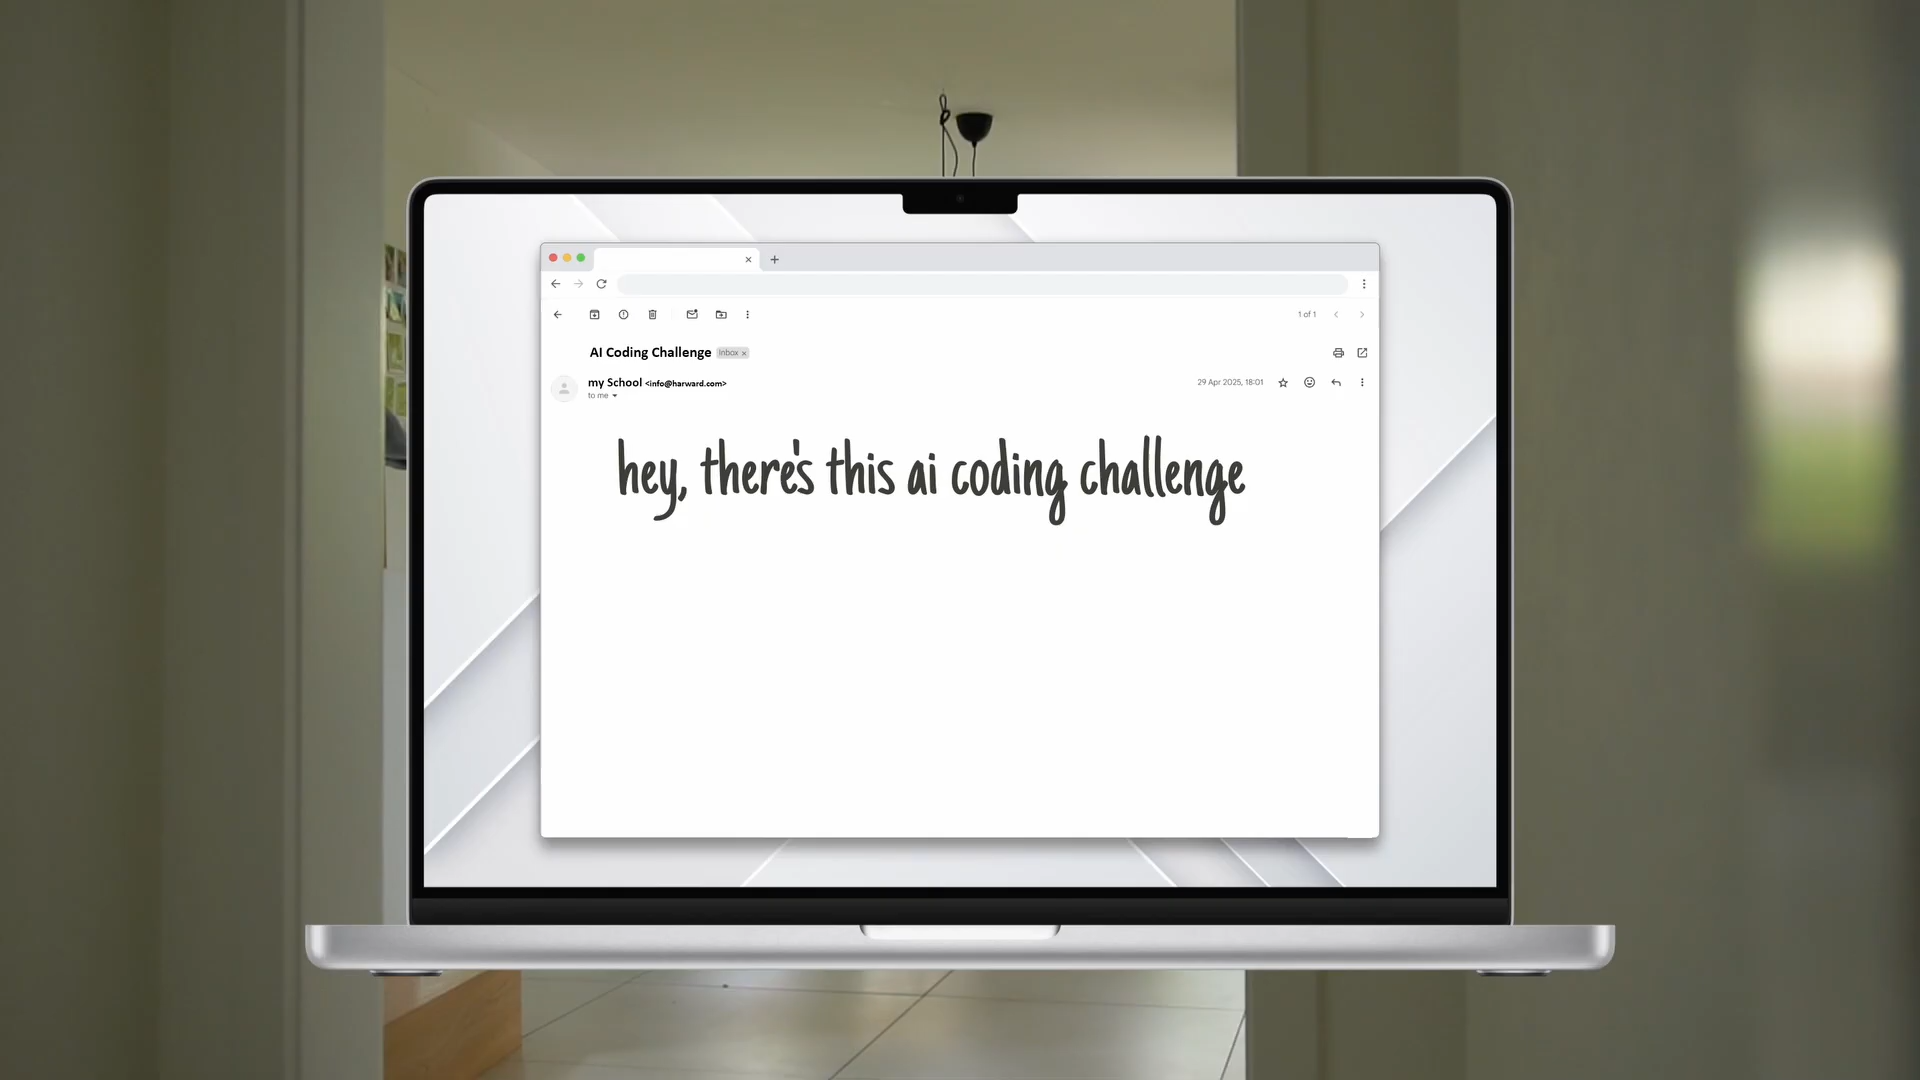 1 of 1
AI Coding Challenge Inbox x
my School <info@harward.com>
29 Apr 2025, 18:01
to me
hey, there's this ai coding challenge